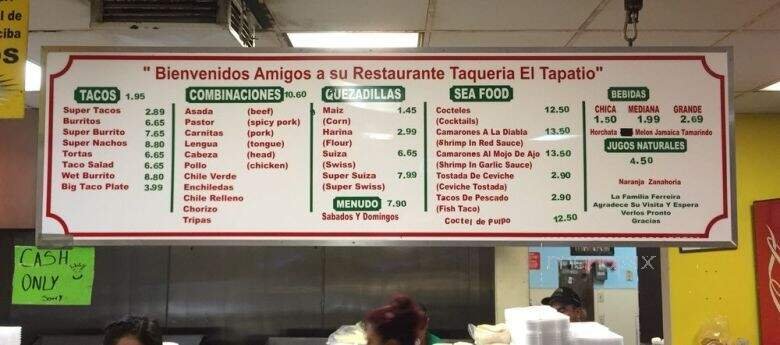 l de
ciba
OS
" Bienvenidos Amigos a su Restaurante Taqueria El Tapatio"
TACOS 1.95
Super Tacos 2.89
Burritos 6.65
Super Burrito 7.65
Super Nachos 8.80
Tortas 6.65
Taco Salad 6.65
Wet Burrito 8.80
Big Taco Plate 3.99
COMBINACIONES 10.60
Asada (beef)
Pastor (spicy pork)
Carnitas (pork)
Lengua (tongue)
Cabeza (head)
Pollo (chicken)
Chile Verde
Enchiledas
Chile Relleno
Chorizo
Tripas
QUEZADILLAS
Maiz 1.45
(Corn)
Harina 2.99
(Flour)
Suiza 6.65
(Swiss)
Super Suiza 7.99
(Super Swiss)
MENUDO 7.90
Sabados Y Domingos
SEA FOOD
Cocteles 12.50
(Cocktails)
Camarones A La Diabla 13.50
(Shrimp In Red Sauce)
Camarones Al Mojo De Ajo 13.50
(Shrimp In Garlic Sauce)
Tostada De Ceviche 2.90
(Ceviche Tostada)
Tacos De Pescado 2.90
(Fish Taco)
Coctel de Pulpo 12.50
BEBIDAS
CHICA MEDIANA GRANDE
1.50 1.99 2.69
Horchata Melon Jamaica Tamarindo
JUGOS NATURALES
4.50
Naranja Zanahoria
La Familia Ferreira
Agradece Su Visita Y Espera
Verlos Pronto
Gracias
CASH
ONLY
Sorry